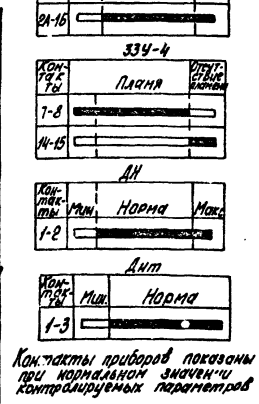 2А-16
ЗЗУ-4
Кон-
так
ты
Пламя
Отсут-
ствие
пламени
7-8
14-15
ДН
Кон-
так-
ты
Мин.
Норма
Макс
1-2
Днт
Кон-
так-
ты
Мин.
Норма
1-3
Контакты приборов показаны
при нормальном значении
контролируемых параметров